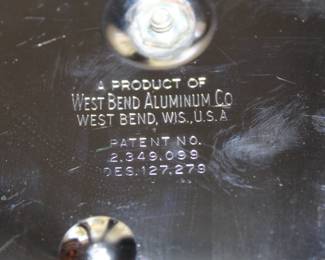 A PRODUCT OF
WEST BEND ALUMINUM CO
WEST BEND, WIS., U.S.A
PATENT NO.
2,349,099
DES. 127,279